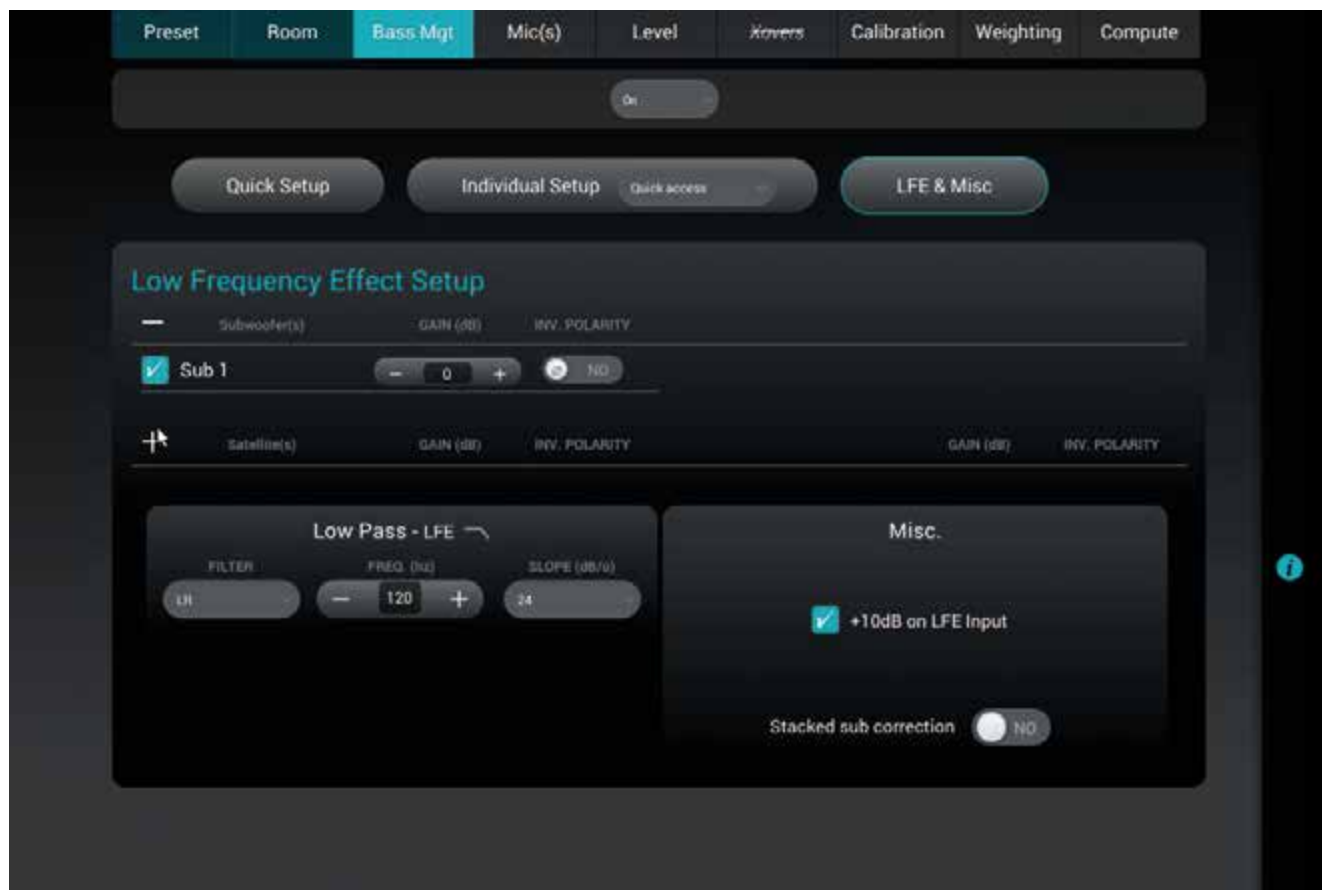 Preset Room Bass Mgt Mic(s) Level Xovers Calibration Weighting Compute
On
Quick Setup Individual Setup Quick access LFE & Misc
Low Frequency Effect Setup
Subwoofer(s) GAIN (dB) INV. POLARITY
Sub 1 − 0 + NO
Satellite(s) GAIN (dB) INV. POLARITY GAIN (dB) INV. POLARITY
Low Pass - LFE Misc.
FILTER FREQ. (hz) SLOPE (dB/o)
LR − 120 + 24
+10dB on LFE Input
Stacked sub correction NO
i